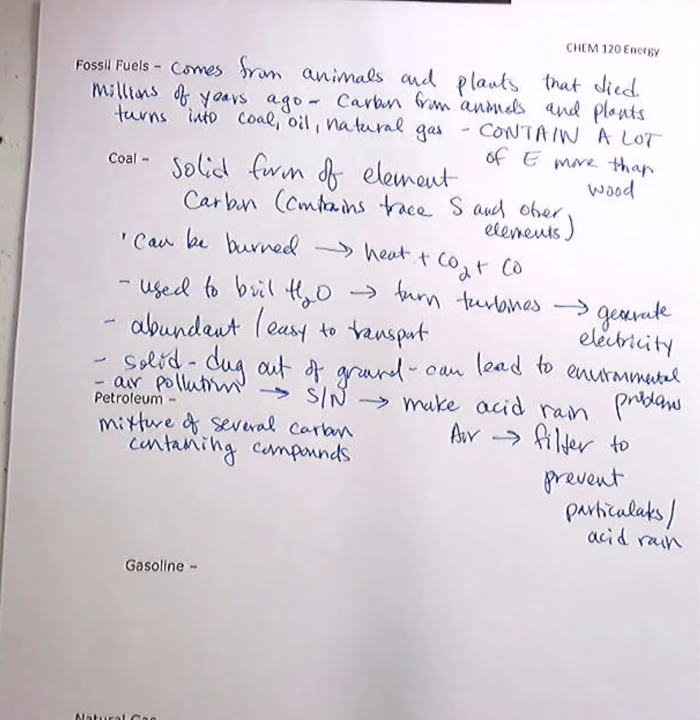 CHEM 120 Energy
Fossil Fuels - comes from animals and plants that died
Millions of years ago - Carbon from animals and plants
turns into coal, oil, natural gas - CONTAIN A LOT
of E more than
wood
Coal - solid form of element
Carbon (contains trace S and other
elements)
' Can be burned → heat + CO2 + CO
- used to boil H2O → turn turbines → generate
electricity
- abundant / easy to transport
- solid - dug out of ground - can lead to environmental
problems
- air pollution → S/N → make acid rain
Petroleum -
mixture of several carbon
containing compounds
Air → filter to
prevent
particulates /
acid rain
Gasoline -
Natural Gas